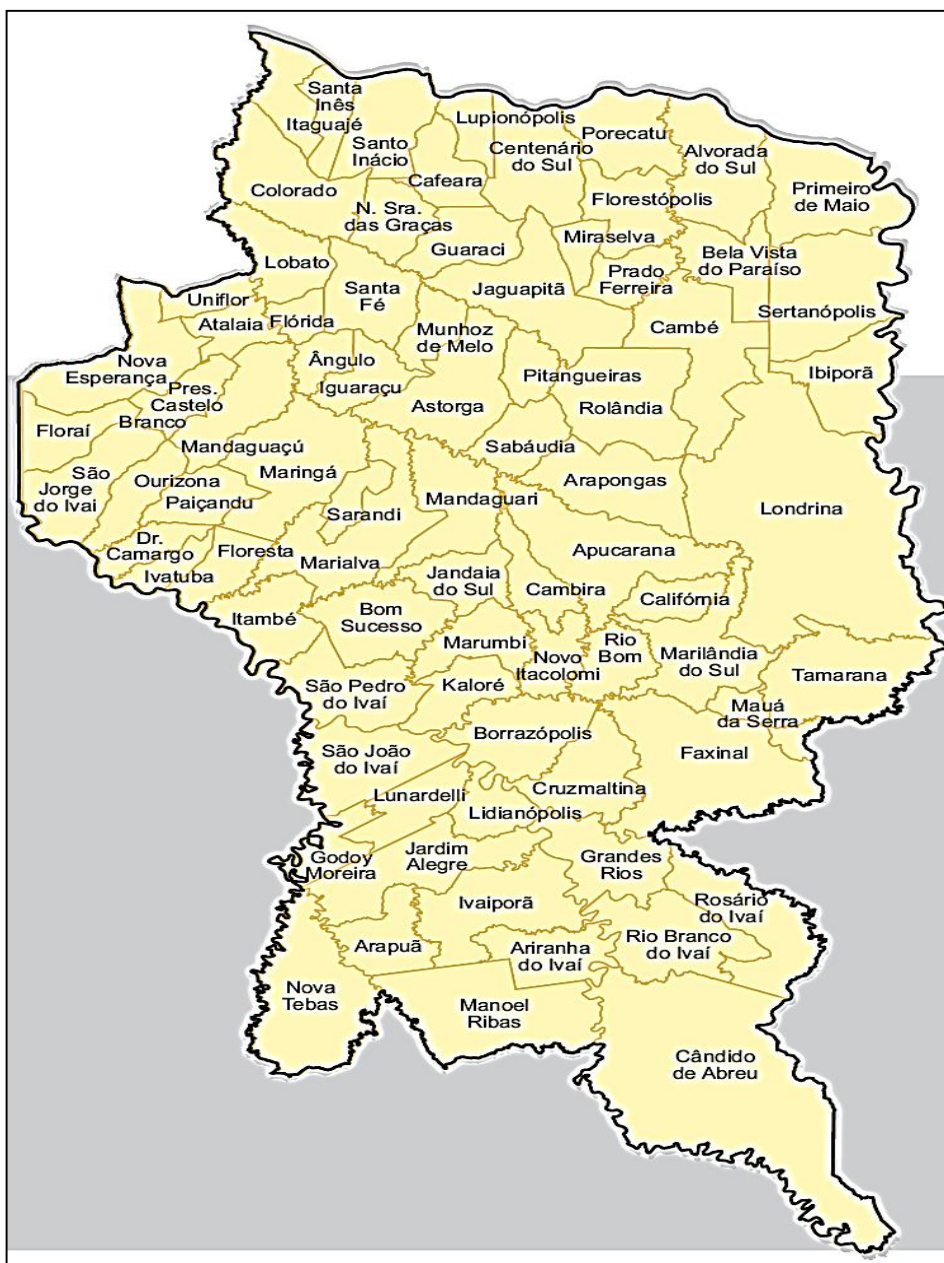 Santa
Inês
Itaguajé
Santo
Inácio
Lupionópolis
Centenário
do Sul
Porecatu
Alvorada
do Sul
Primeiro
de Maio
Colorado
Cafeara
Florestópolis
N. Sra.
das Graças
Guaraci
Miraselva
Bela Vista
do Paraíso
Lobato
Santa
Fé
Jaguapitã
Prado
Ferreira
Uniflor
Atalaia
Flórida
Munhoz
de Melo
Cambé
Sertanópolis
Nova
Esperança
Ângulo
Iguaraçu
Pitangueiras
Ibiporã
Pres.
Castelo
Branco
Astorga
Rolândia
Floraí
Mandaguaçú
Sabáudia
São
Jorge
do Ivai
Ourizona
Paiçandu
Maringá
Mandaguari
Arapongas
Londrina
Sarandi
Dr.
Camargo
Ivatuba
Floresta
Marialva
Apucarana
Jandaia
do Sul
Cambira
Califórnia
Itambé
Bom
Sucesso
Marumbi
Novo
Itacolomi
Rio
Bom
Marilândia
do Sul
Tamarana
São Pedro
do Ivaí
Kaloré
Mauá
da Serra
Borrazópolis
Faxinal
São João
do Ivaí
Lunardelli
Cruzmaltina
Lidianópolis
Godoy
Moreira
Jardim
Alegre
Grandes
Rios
Ivaiporã
Rosário
do Ivaí
Arapuã
Ariranha
do Ivaí
Rio Branco
do Ivaí
Nova
Tebas
Manoel
Ribas
Cândido
de Abreu